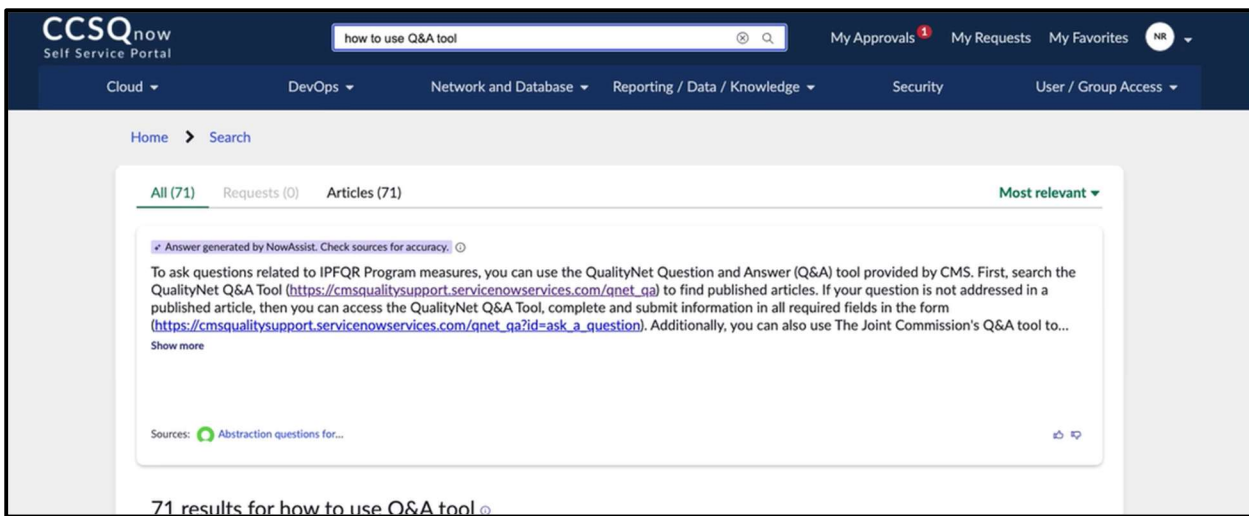 CCSQnow
Self Service Portal
how to use Q&A tool
My Approvals 1
My Requests
My Favorites
NR
Cloud
DevOps
Network and Database
Reporting / Data / Knowledge
Security
User / Group Access
Home > Search
All (71)
Requests (0)
Articles (71)
Most relevant
Answer generated by NowAssist. Check sources for accuracy.
To ask questions related to IPFQR Program measures, you can use the QualityNet Question and Answer (Q&A) tool provided by CMS. First, search the
QualityNet Q&A Tool (https://cmsqualitysupport.servicenowservices.com/qnet_qa) to find published articles. If your question is not addressed in a
published article, then you can access the QualityNet Q&A Tool, complete and submit information in all required fields in the form
(https://cmsqualitysupport.servicenowservices.com/qnet_qa?id=ask_a_question). Additionally, you can also use The Joint Commission's Q&A tool to...
Show more
Sources: Abstraction questions for...
71 results for how to use Q&A tool